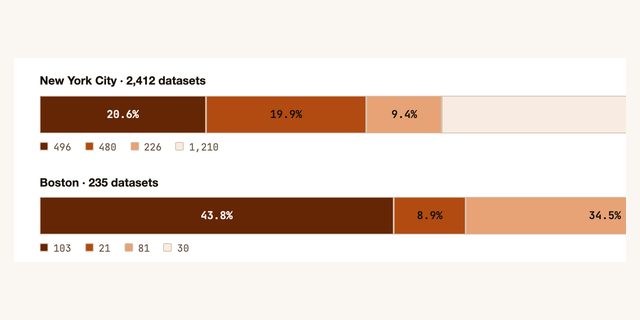 New York City · 2,412 datasets
20.6% 19.9% 9.4%
496 480 226 1,210
Boston · 235 datasets
43.8% 8.9% 34.5%
103 21 81 30